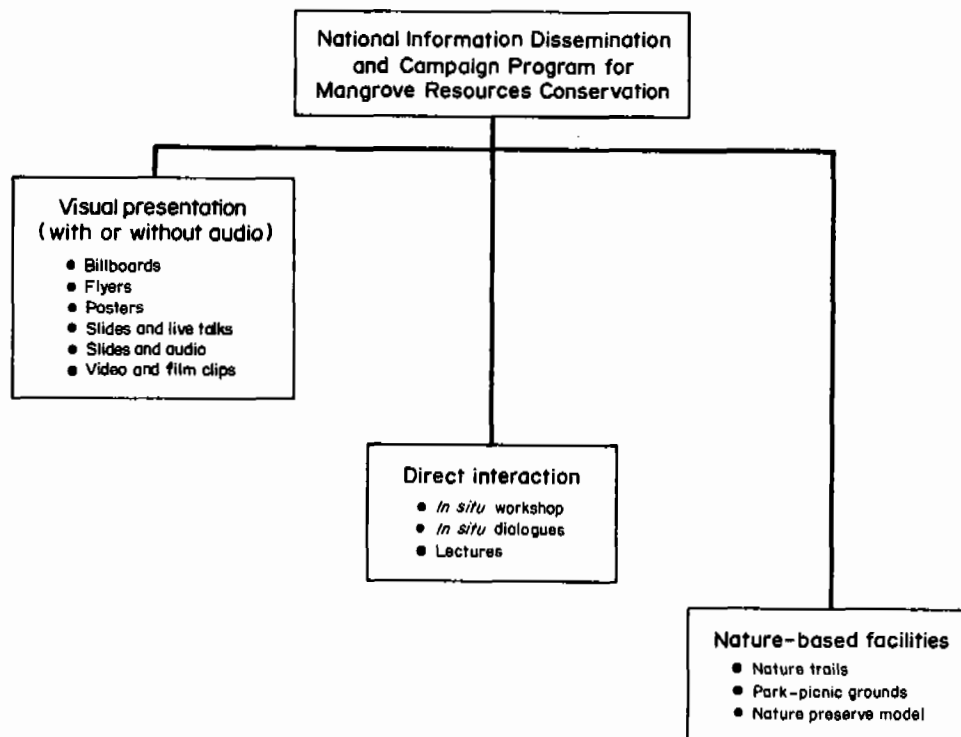 National Information Dissemination
and Campaign Program for
Mangrove Resources Conservation
Visual presentation
(with or without audio)
• Billboards
• Flyers
• Posters
• Slides and live talks
• Slides and audio
• Video and film clips
Direct interaction
• In situ workshop
• In situ dialogues
• Lectures
Nature-based facilities
• Nature trails
• Park-picnic grounds
• Nature preserve model